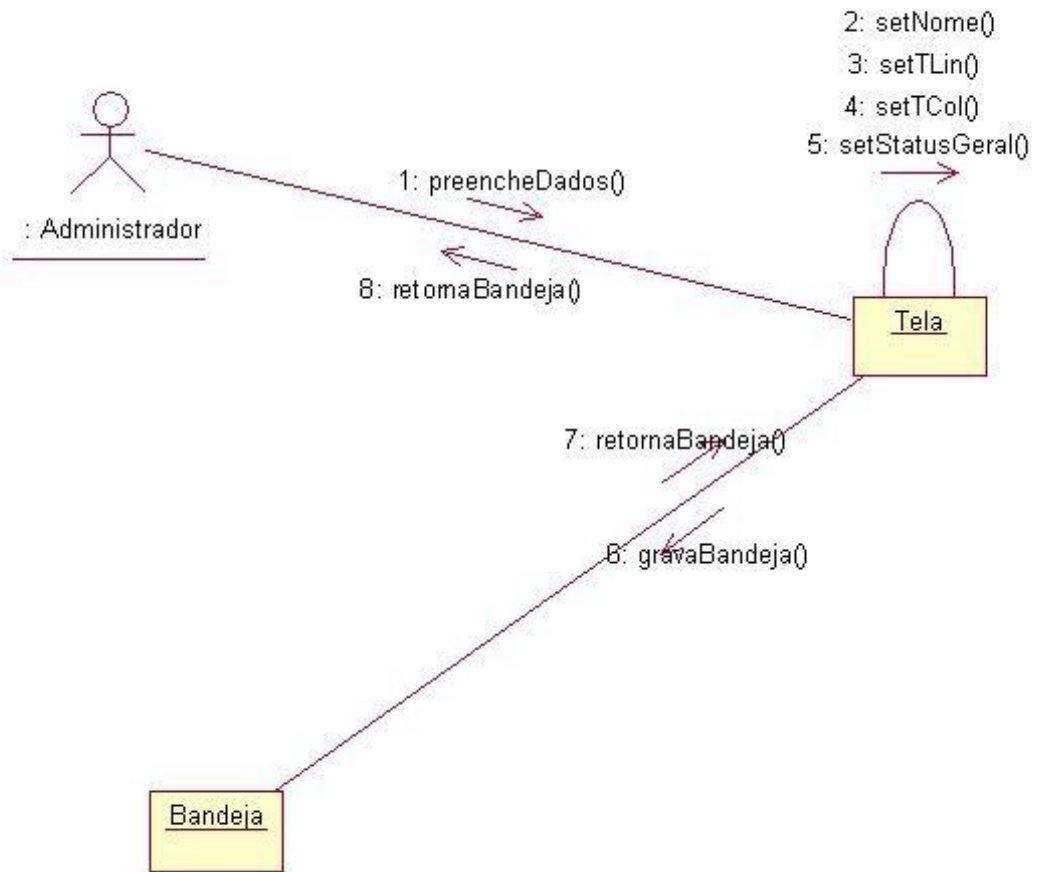 2: setNome()
3: setTLin()
4: setTCol()
5: setStatusGeral()
1: preencheDados()
: Administrador
8: retornaBandeja()
Tela
7: retornaBandeja()
6: gravaBandeja()
Bandeja